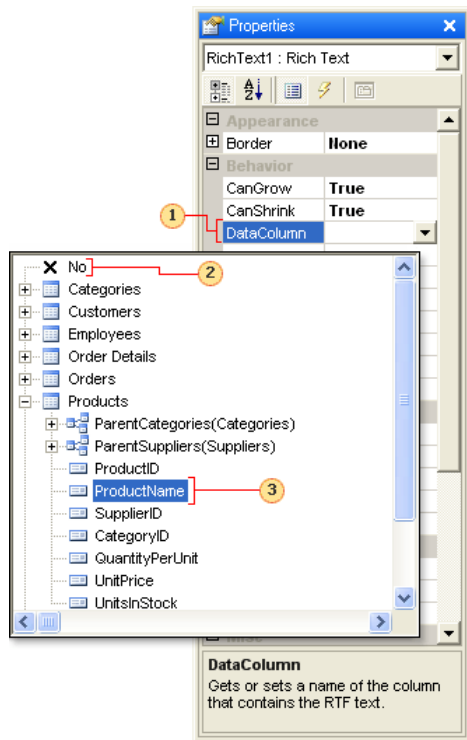 Properties
RichText1 : Rich Text
Appearance
Border None
Behavior
CanGrow True
CanShrink True
1
DataColumn
No
2
Categories
Customers
Employees
Order Details
Orders
Products
ParentCategories(Categories)
ParentSuppliers(Suppliers)
ProductID
ProductName
3
SupplierID
CategoryID
QuantityPerUnit
UnitPrice
UnitsInStock
Misc
DataColumn
Gets or sets a name of the column
that contains the RTF text.